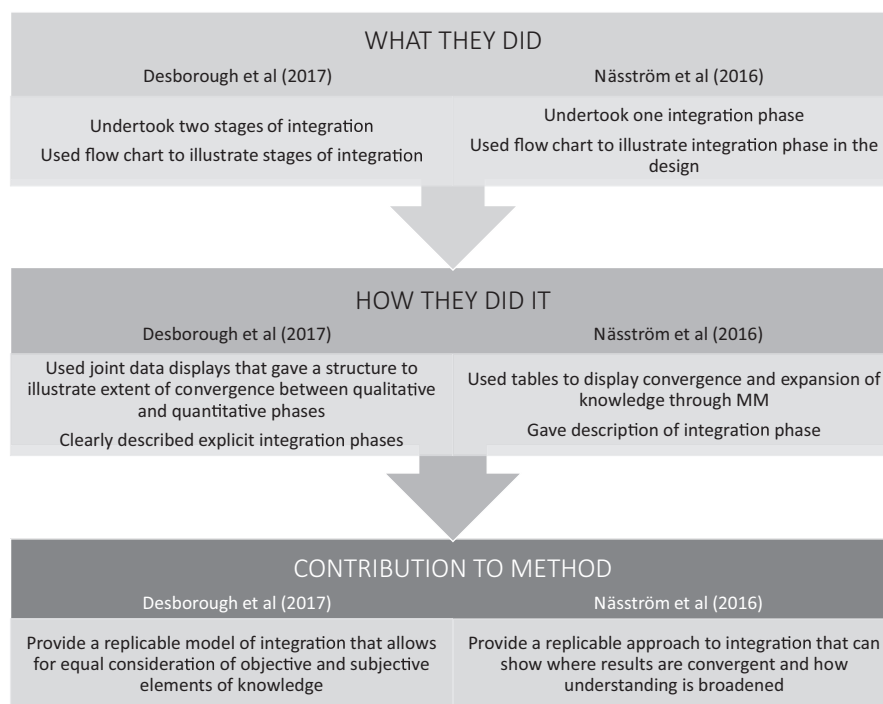 WHAT THEY DID
Desborough et al (2017)
Näsström et al (2016)
Undertook two stages of integration
Used flow chart to illustrate stages of integration
Undertook one integration phase
Used flow chart to illustrate integration phase in the
design
HOW THEY DID IT
Desborough et al (2017)
Näsström et al (2016)
Used joint data displays that gave a structure to
illustrate extent of convergence between qualitative
and quantitative phases
Clearly described explicit integration phases
Used tables to display convergence and expansion of
knowledge through MM
Gave description of integration phase
CONTRIBUTION TO METHOD
Desborough et al (2017)
Näsström et al (2016)
Provide a replicable model of integration that allows
for equal consideration of objective and subjective
elements of knowledge
Provide a replicable approach to integration that can
show where results are convergent and how
understanding is broadened